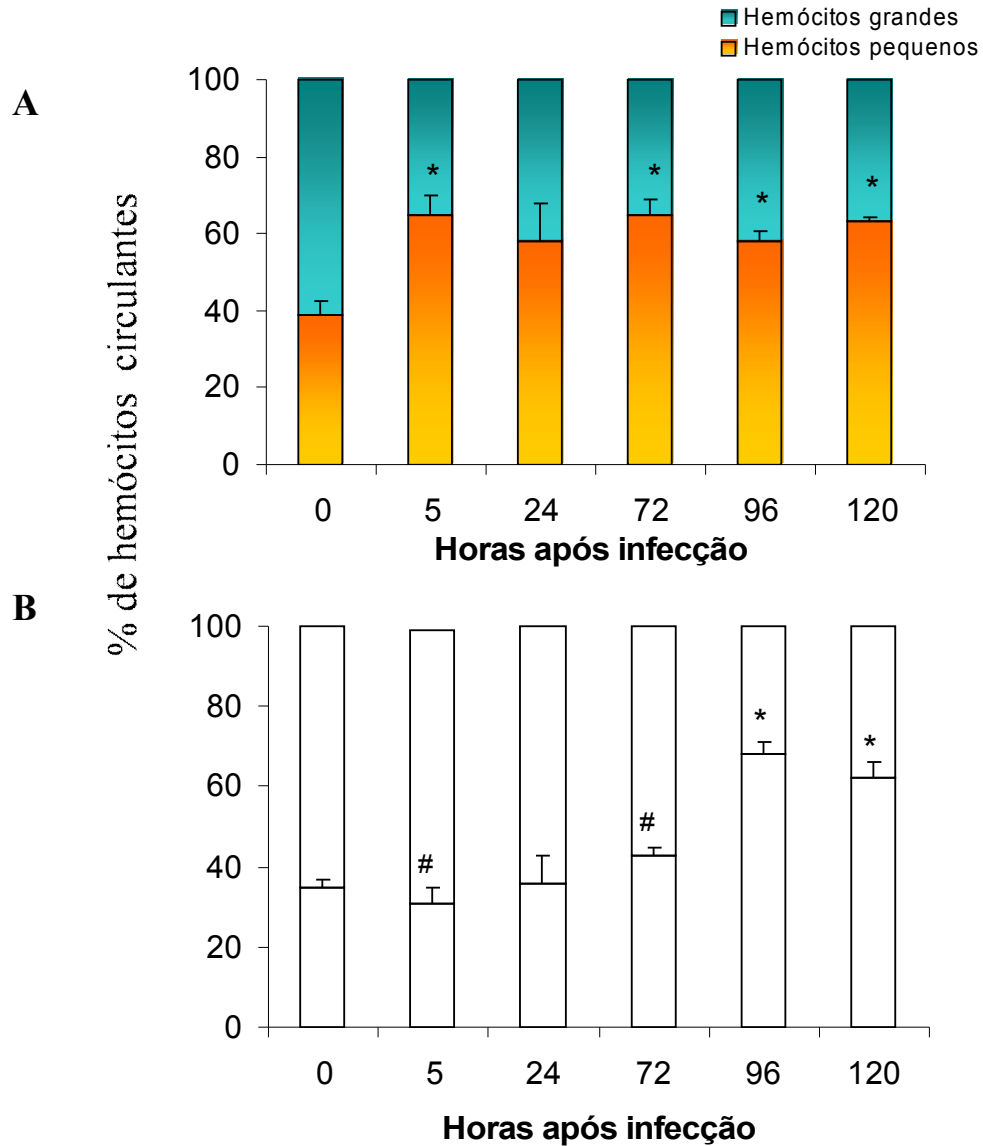 Hemócitos grandes
Hemócitos pequenos
A
% de hemócitos circulantes
100
80
60
40
20
0
*
*
*
*
0 5 24 72 96 120
Horas após infecção
B
100
80
60
40
20
0
#
#
*
*
0 5 24 72 96 120
Horas após infecção